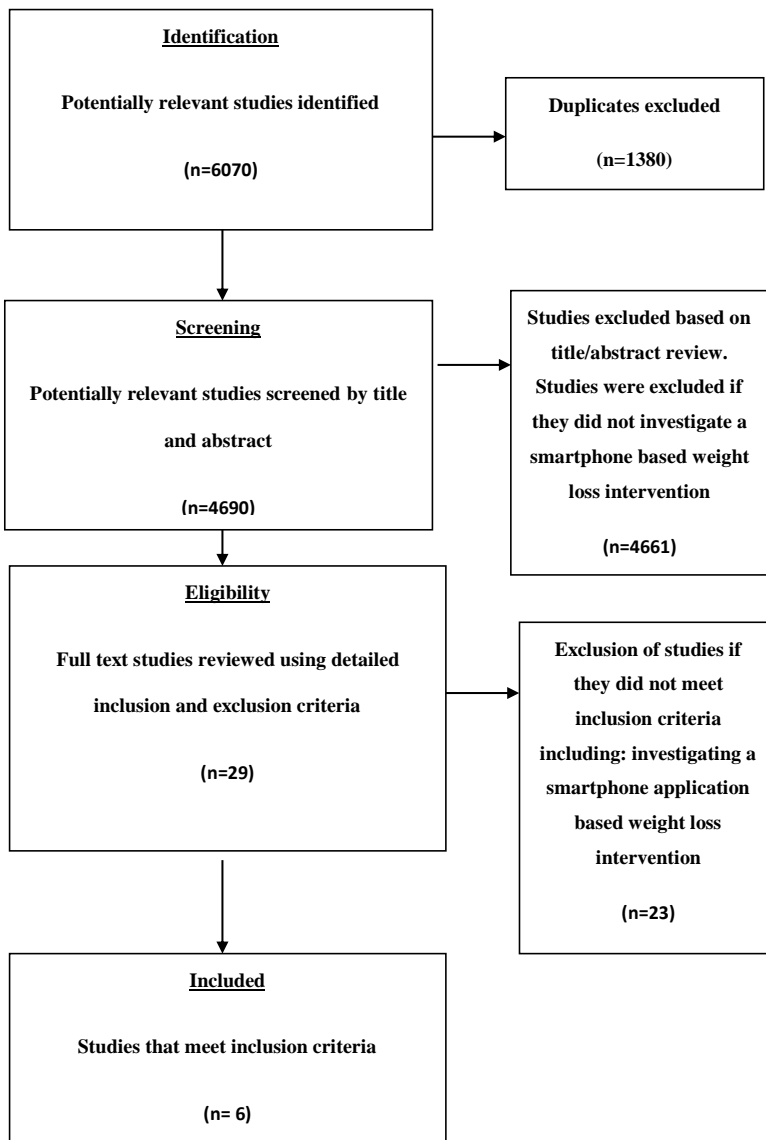 Identification
Potentially relevant studies identified
(n=6070)
Duplicates excluded
(n=1380)
Screening
Potentially relevant studies screened by title
and abstract
(n=4690)
Studies excluded based on
title/abstract review.
Studies were excluded if
they did not investigate a
smartphone based weight
loss intervention
(n=4661)
Eligibility
Full text studies reviewed using detailed
inclusion and exclusion criteria
(n=29)
Exclusion of studies if
they did not meet
inclusion criteria
including: investigating a
smartphone application
based weight loss
intervention
(n=23)
Included
Studies that meet inclusion criteria
(n= 6)